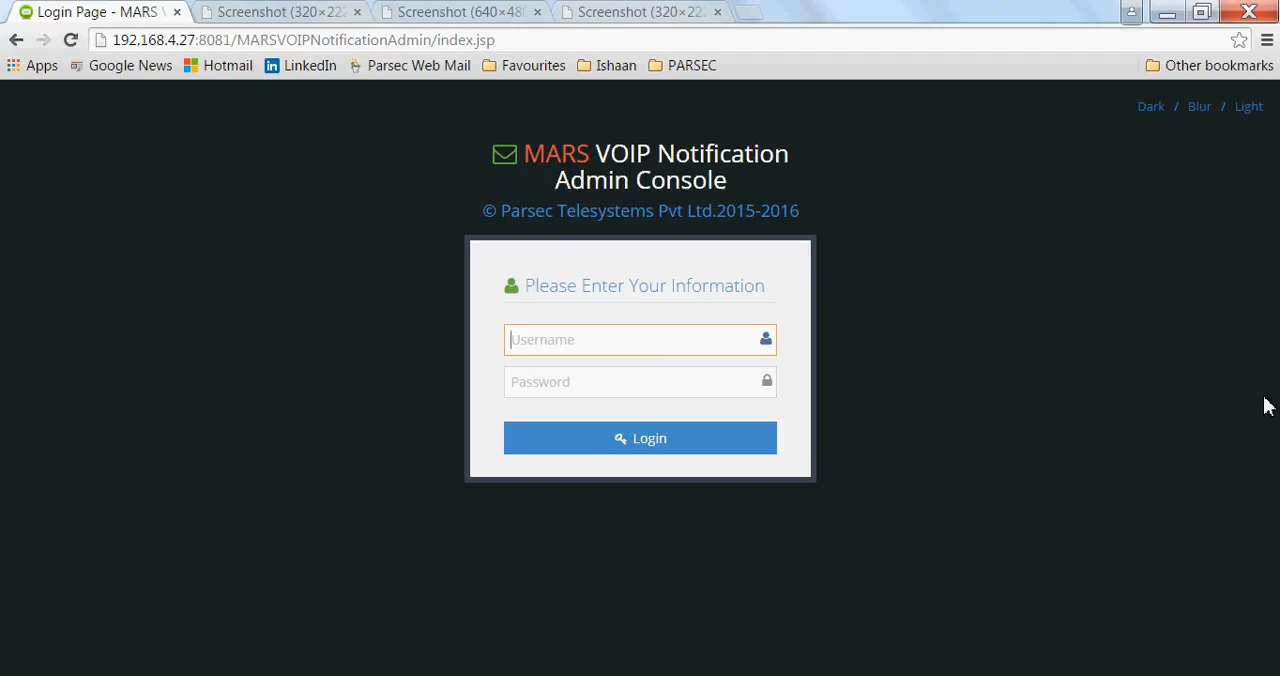 Login Page - MARS
Screenshot (320×222
Screenshot (640×48
Screenshot (320×22
192.168.4.27:8081/MARSVOIPNotificationAdmin/index.jsp
Apps Google News Hotmail LinkedIn Parsec Web Mail Favourites Ishaan PARSEC Other bookmarks
Dark / Blur / Light
MARS VOIP Notification
Admin Console
© Parsec Telesystems Pvt Ltd.2015-2016
Please Enter Your Information
Username
Password
Login